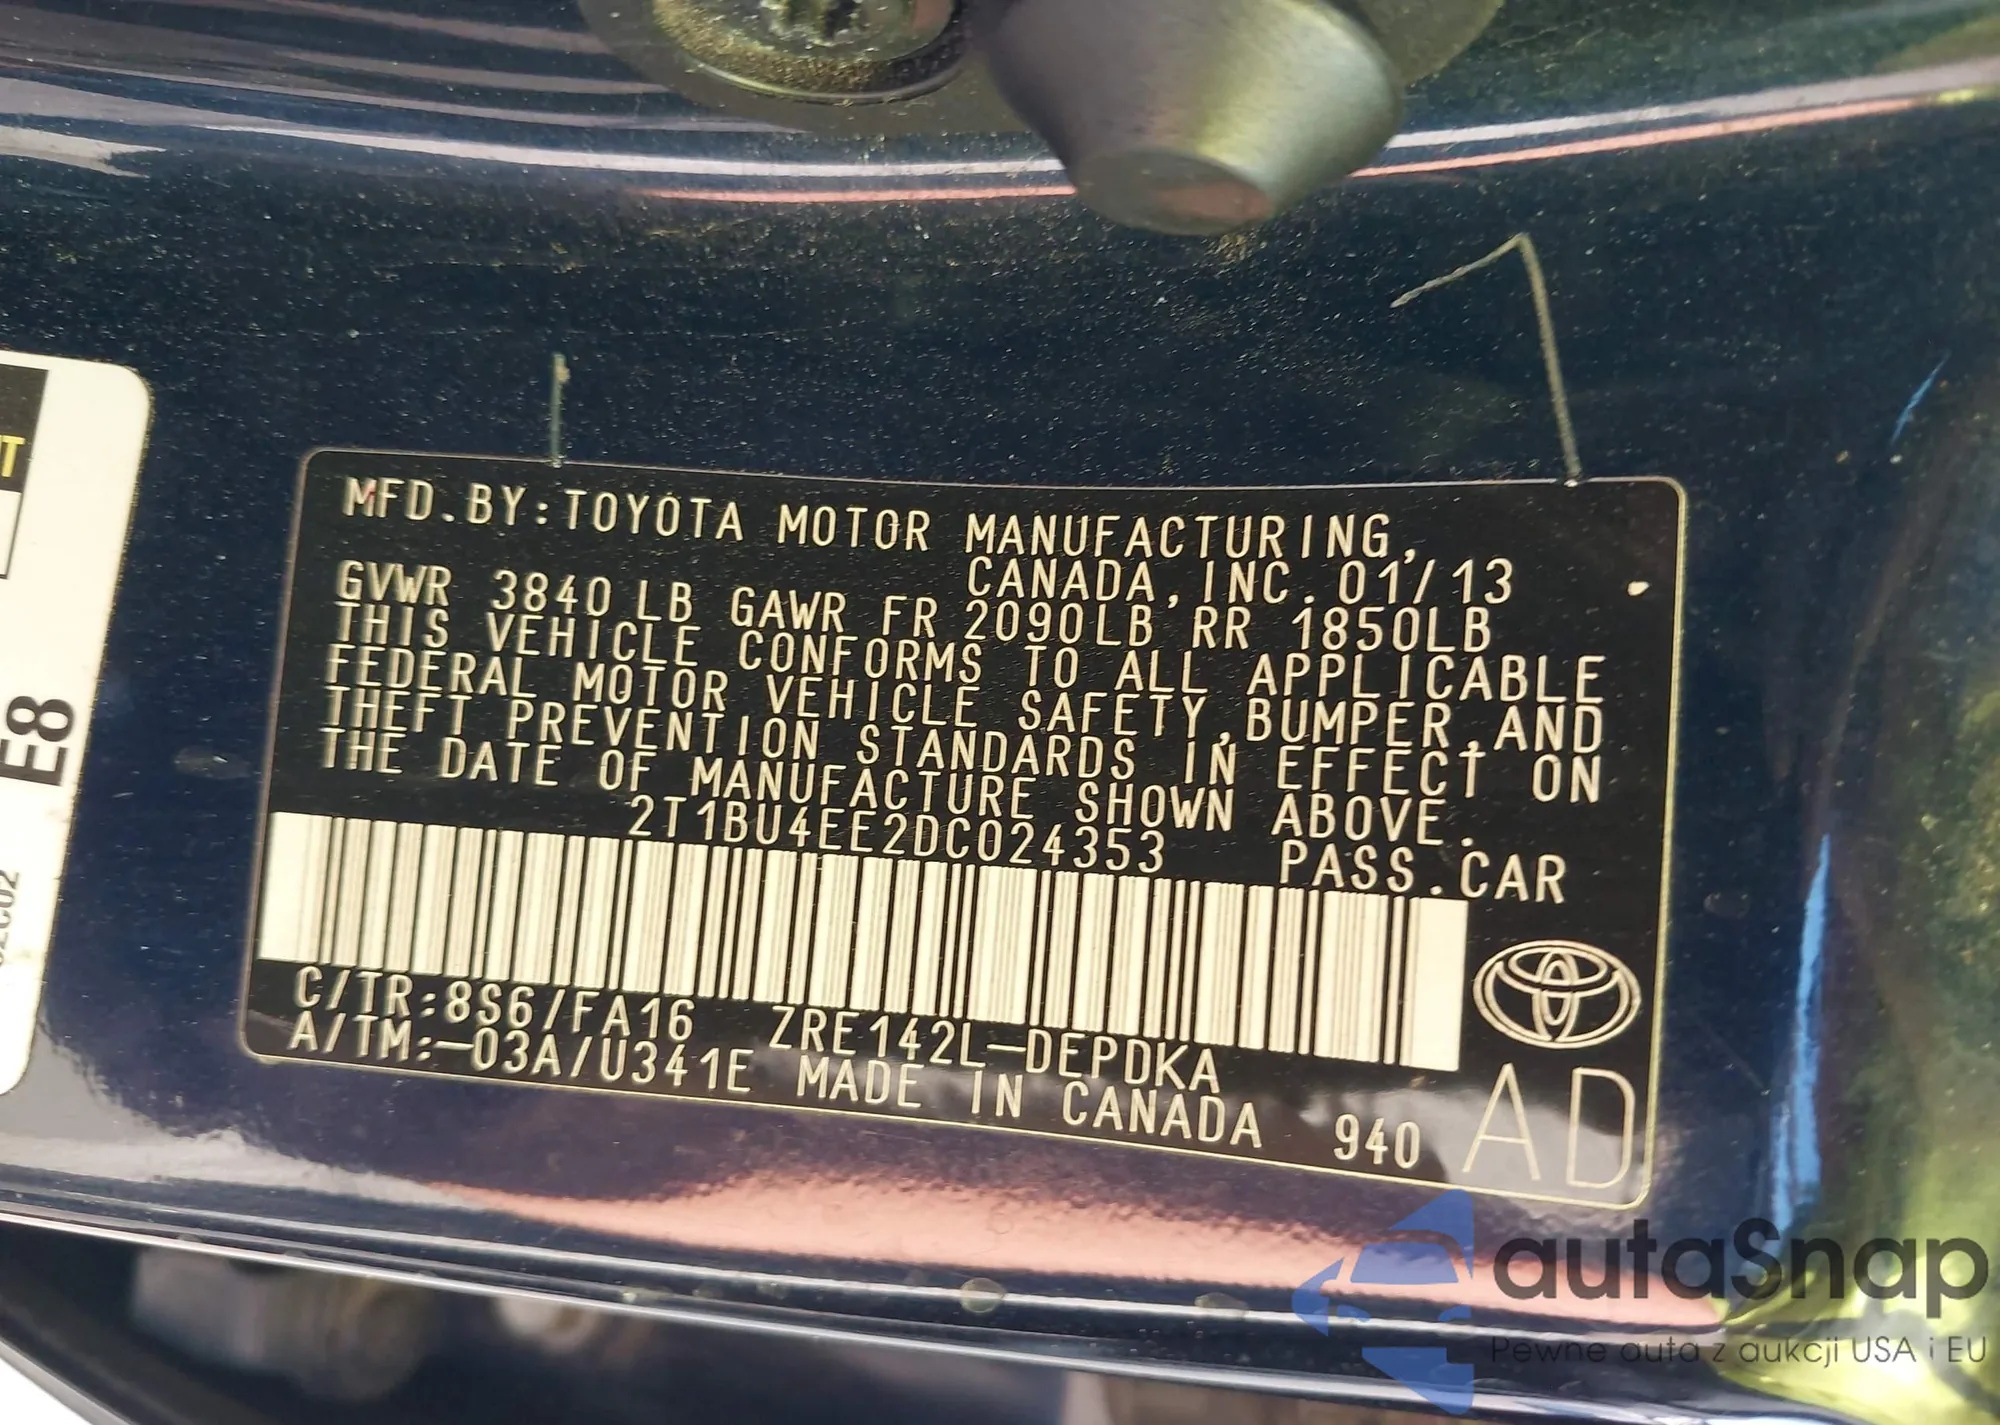 MFD.BY:TOYOTA MOTOR MANUFACTURING,
CANADA,INC. 01/13
GVWR 3840 LB GAWR FR 2090LB RR 1850LB
THIS VEHICLE CONFORMS TO ALL APPLICABLE
FEDERAL MOTOR VEHICLE SAFETY,BUMPER,AND
THEFT PREVENTION STANDARDS IN EFFECT ON
THE DATE OF MANUFACTURE SHOWN ABOVE.
2T1BU4EE2DC024353 PASS.CAR
C/TR:8S6/FA16 ZRE142L-DEPDKA
A/TM:-03A/U341E MADE IN CANADA 940
AD
E8
autaSnap
Pewne auta z aukcji USA i EU